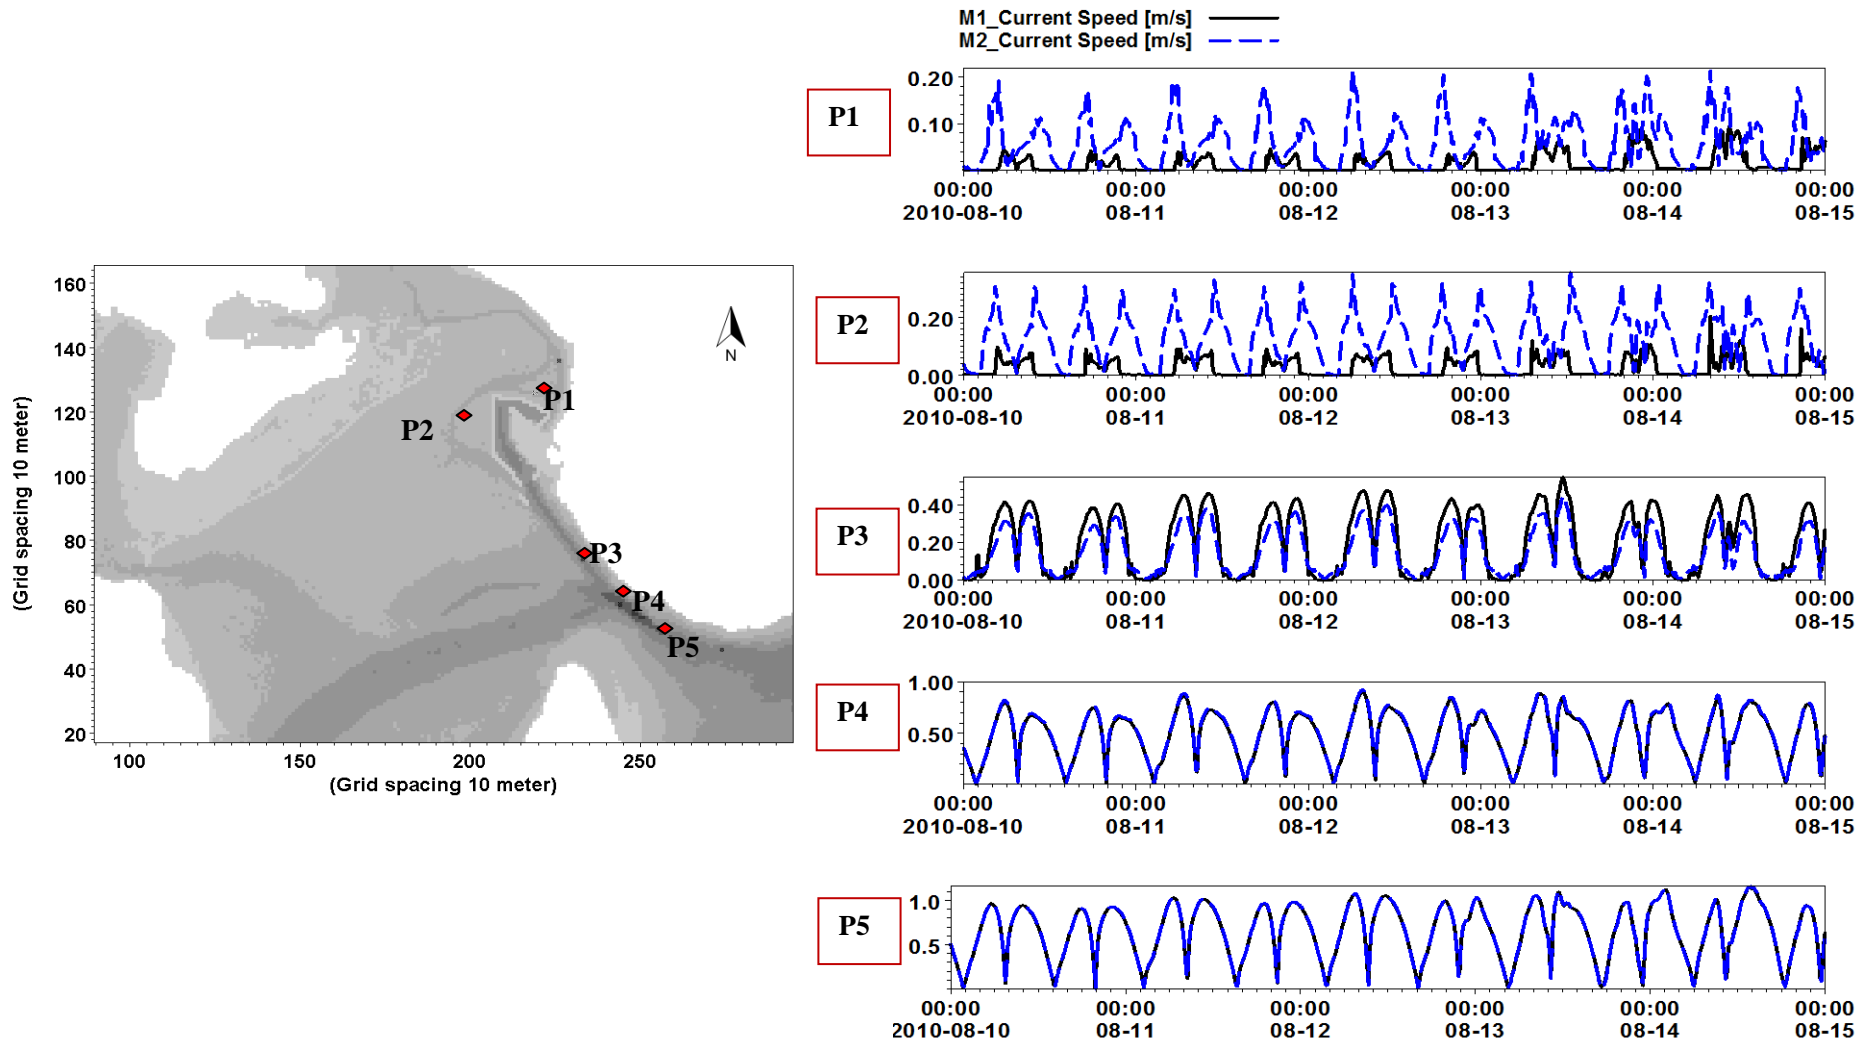 M1_Current Speed [m/s]
M2_Current Speed [m/s]
P1
0.20
0.10
00:00 00:00 00:00 00:00 00:00 00:00
2010-08-10 08-11 08-12 08-13 08-14 08-15
P2
0.20
0.00
00:00 00:00 00:00 00:00 00:00 00:00
2010-08-10 08-11 08-12 08-13 08-14 08-15
P3
0.40
0.20
0.00
00:00 00:00 00:00 00:00 00:00 00:00
2010-08-10 08-11 08-12 08-13 08-14 08-15
P4
1.00
0.50
00:00 00:00 00:00 00:00 00:00 00:00
2010-08-10 08-11 08-12 08-13 08-14 08-15
P5
1.0
0.5
00:00 00:00 00:00 00:00 00:00 00:00
2010-08-10 08-11 08-12 08-13 08-14 08-15
(Grid spacing 10 meter)
160
140
120
100
80
60
40
20
N
P1
P2
P3
P4
P5
100 150 200 250
(Grid spacing 10 meter)